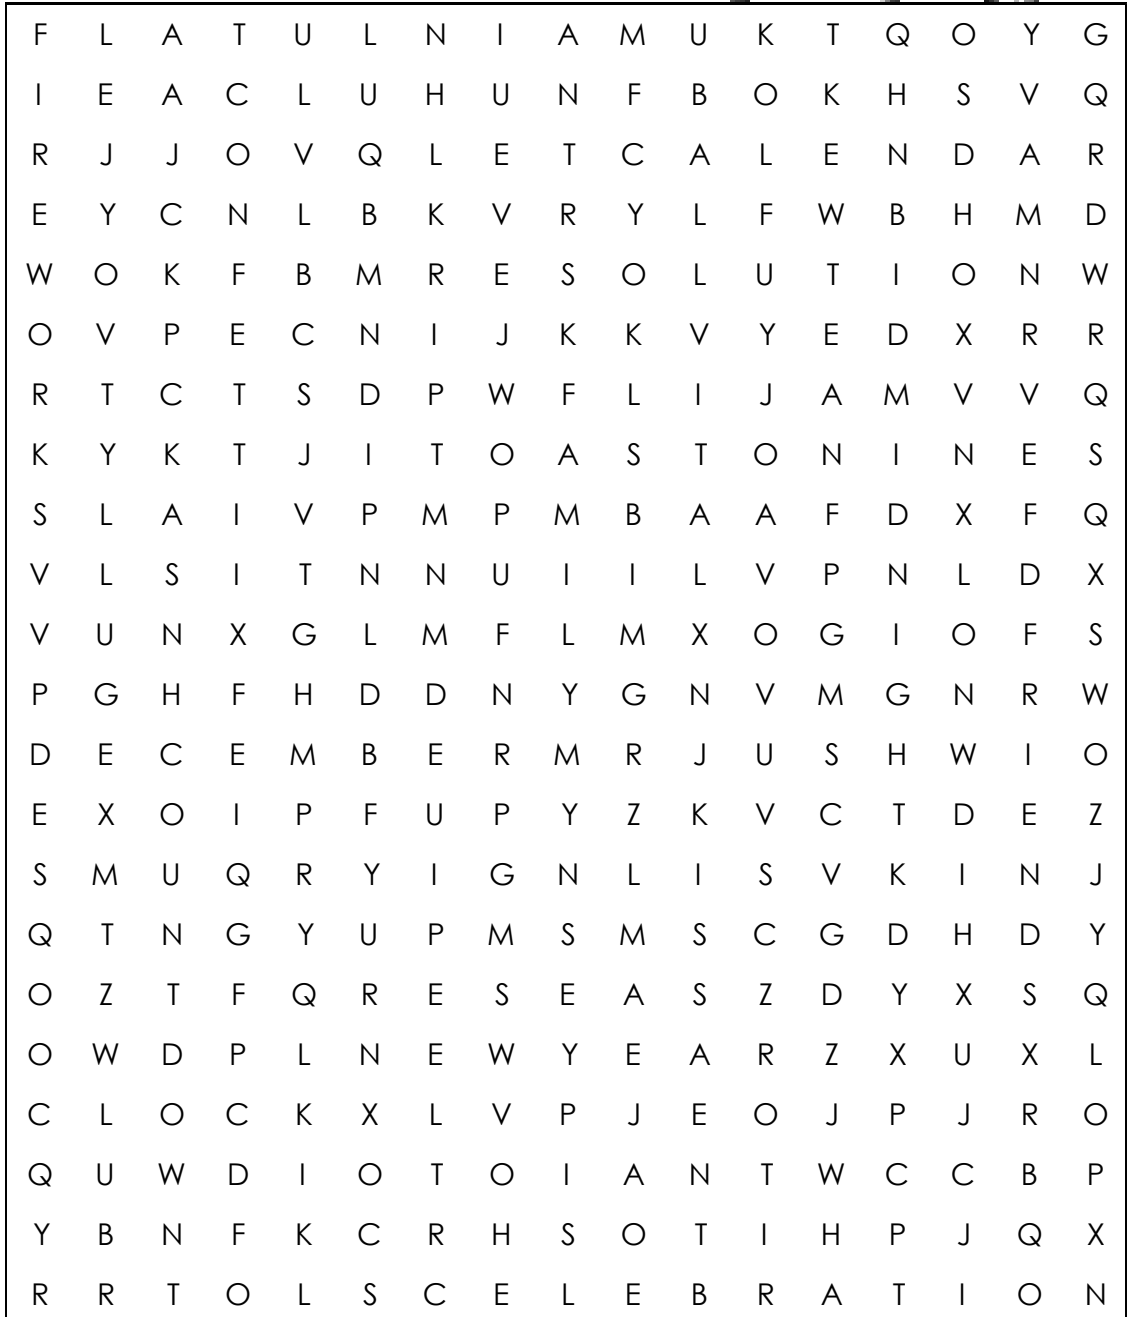 F L A T U L N I A M U K T Q O Y G
I E A C L U H U N F B O K H S V Q
R J J O V Q L E T C A L E N D A R
E Y C N L B K V R Y L F W B H M D
W O K F B M R E S O L U T I O N W
O V P E C N I J K K V Y E D X R R
R T C T S D P W F L I J A M V V Q
K Y K T J I T O A S T O N I N E S
S L A I V P M P M B A A F D X F Q
V L S I T N N U I I L V P N L D X
V U N X G L M F L M X O G I O F S
P G H F H D D N Y G N V M G N R W
D E C E M B E R M R J U S H W I O
E X O I P F U P Y Z K V C T D E Z
S M U Q R Y I G N L I S V K I N J
Q T N G Y U P M S M S C G D H D Y
O Z T F Q R E S E A S Z D Y X S Q
O W D P L N E W Y E A R Z X U X L
C L O C K X L V P J E O J P J R O
Q U W D I O T O I A N T W C C B P
Y B N F K C R H S O T I H P J Q X
R R T O L S C E L E B R A T I O N